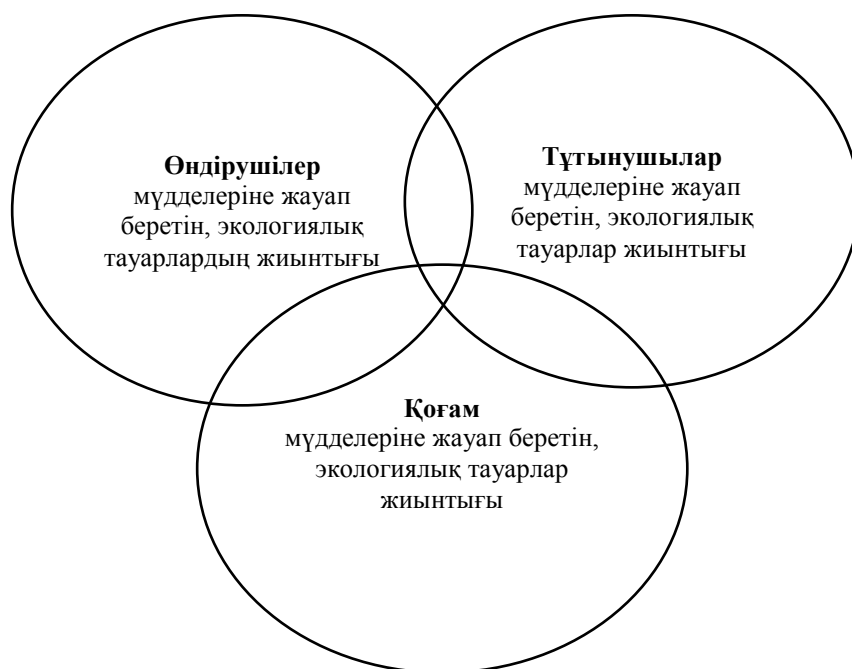 Өндірушілер
мүдделеріне жауап
беретін, экологиялық
тауарлардың жиынтығы
Тұтынушылар
мүдделеріне жауап
беретін, экологиялық
тауарлар жиынтығы
Қоғам
мүдделеріне жауап беретін,
экологиялық тауарлар
жиынтығы